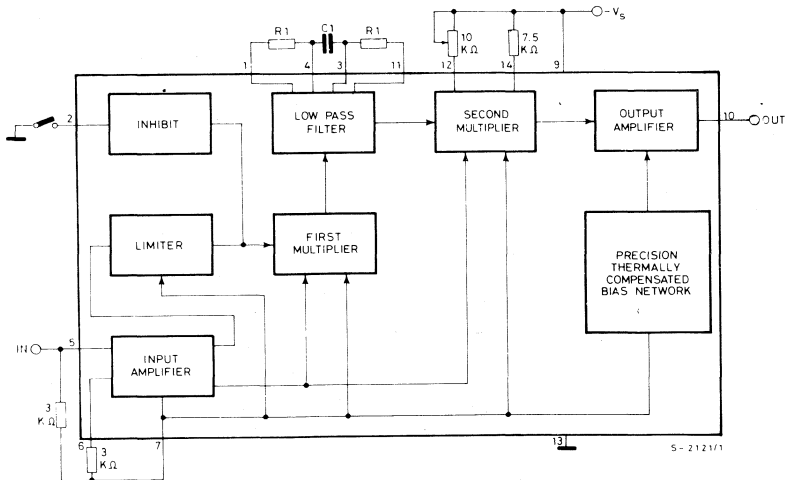 R1
C1
R1
10
KΩ
7.5
KΩ
-Vs
1
4
3
11
12
14
9
2
INHIBIT
LOW PASS
FILTER
SECOND
MULTIPLIER
OUTPUT
AMPLIFIER
10
OUT
LIMITER
FIRST
MULTIPLIER
PRECISION
THERMALLY
COMPENSATED
BIAS NETWORK
IN
5
INPUT
AMPLIFIER
3
KΩ
6
3
KΩ
7
13
S-2121/1